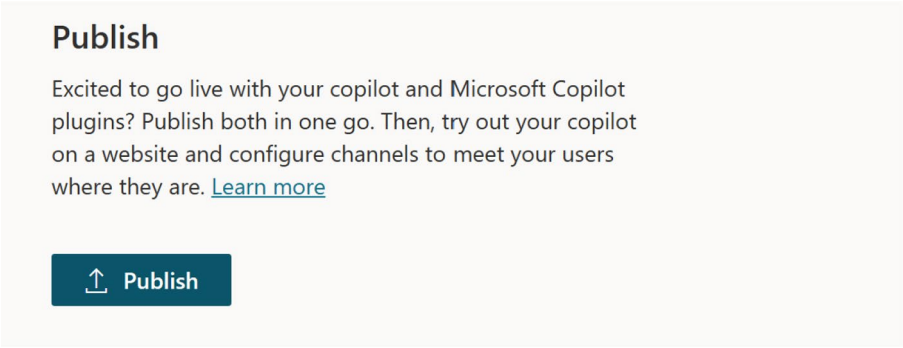 Publish
Excited to go live with your copilot and Microsoft Copilot
plugins? Publish both in one go. Then, try out your copilot
on a website and configure channels to meet your users
where they are. Learn more
Publish